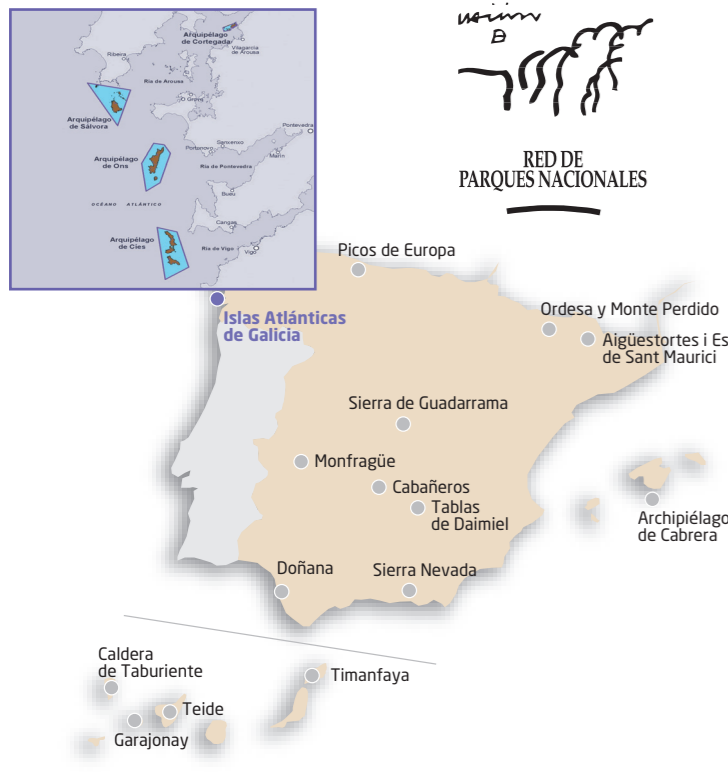 Arquipélago
de Cortegada
Vilagarcía
de Arousa
Ribeira
Ría de Arousa
O Grove
Arquipélago
de Sálvora
Pontevedra
Sanxenxo
Portonovo
Arquipélago
de Ons
Marín
Ría de Pontevedra
Bueu
OCÉANO ATLÁNTICO
Cangas
Arquipélago
de Cíes
Ría de Vigo
Vigo
RED DE
PARQUES NACIONALES
Picos de Europa
Islas Atlánticas
de Galicia
Ordesa y Monte Perdido
Aigüestortes i Es
de Sant Maurici
Sierra de Guadarrama
Monfragüe
Cabañeros
Tablas
de Daimiel
Archipiélago
de Cabrera
Doñana
Sierra Nevada
Caldera
de Taburiente
Timanfaya
Teide
Garajonay